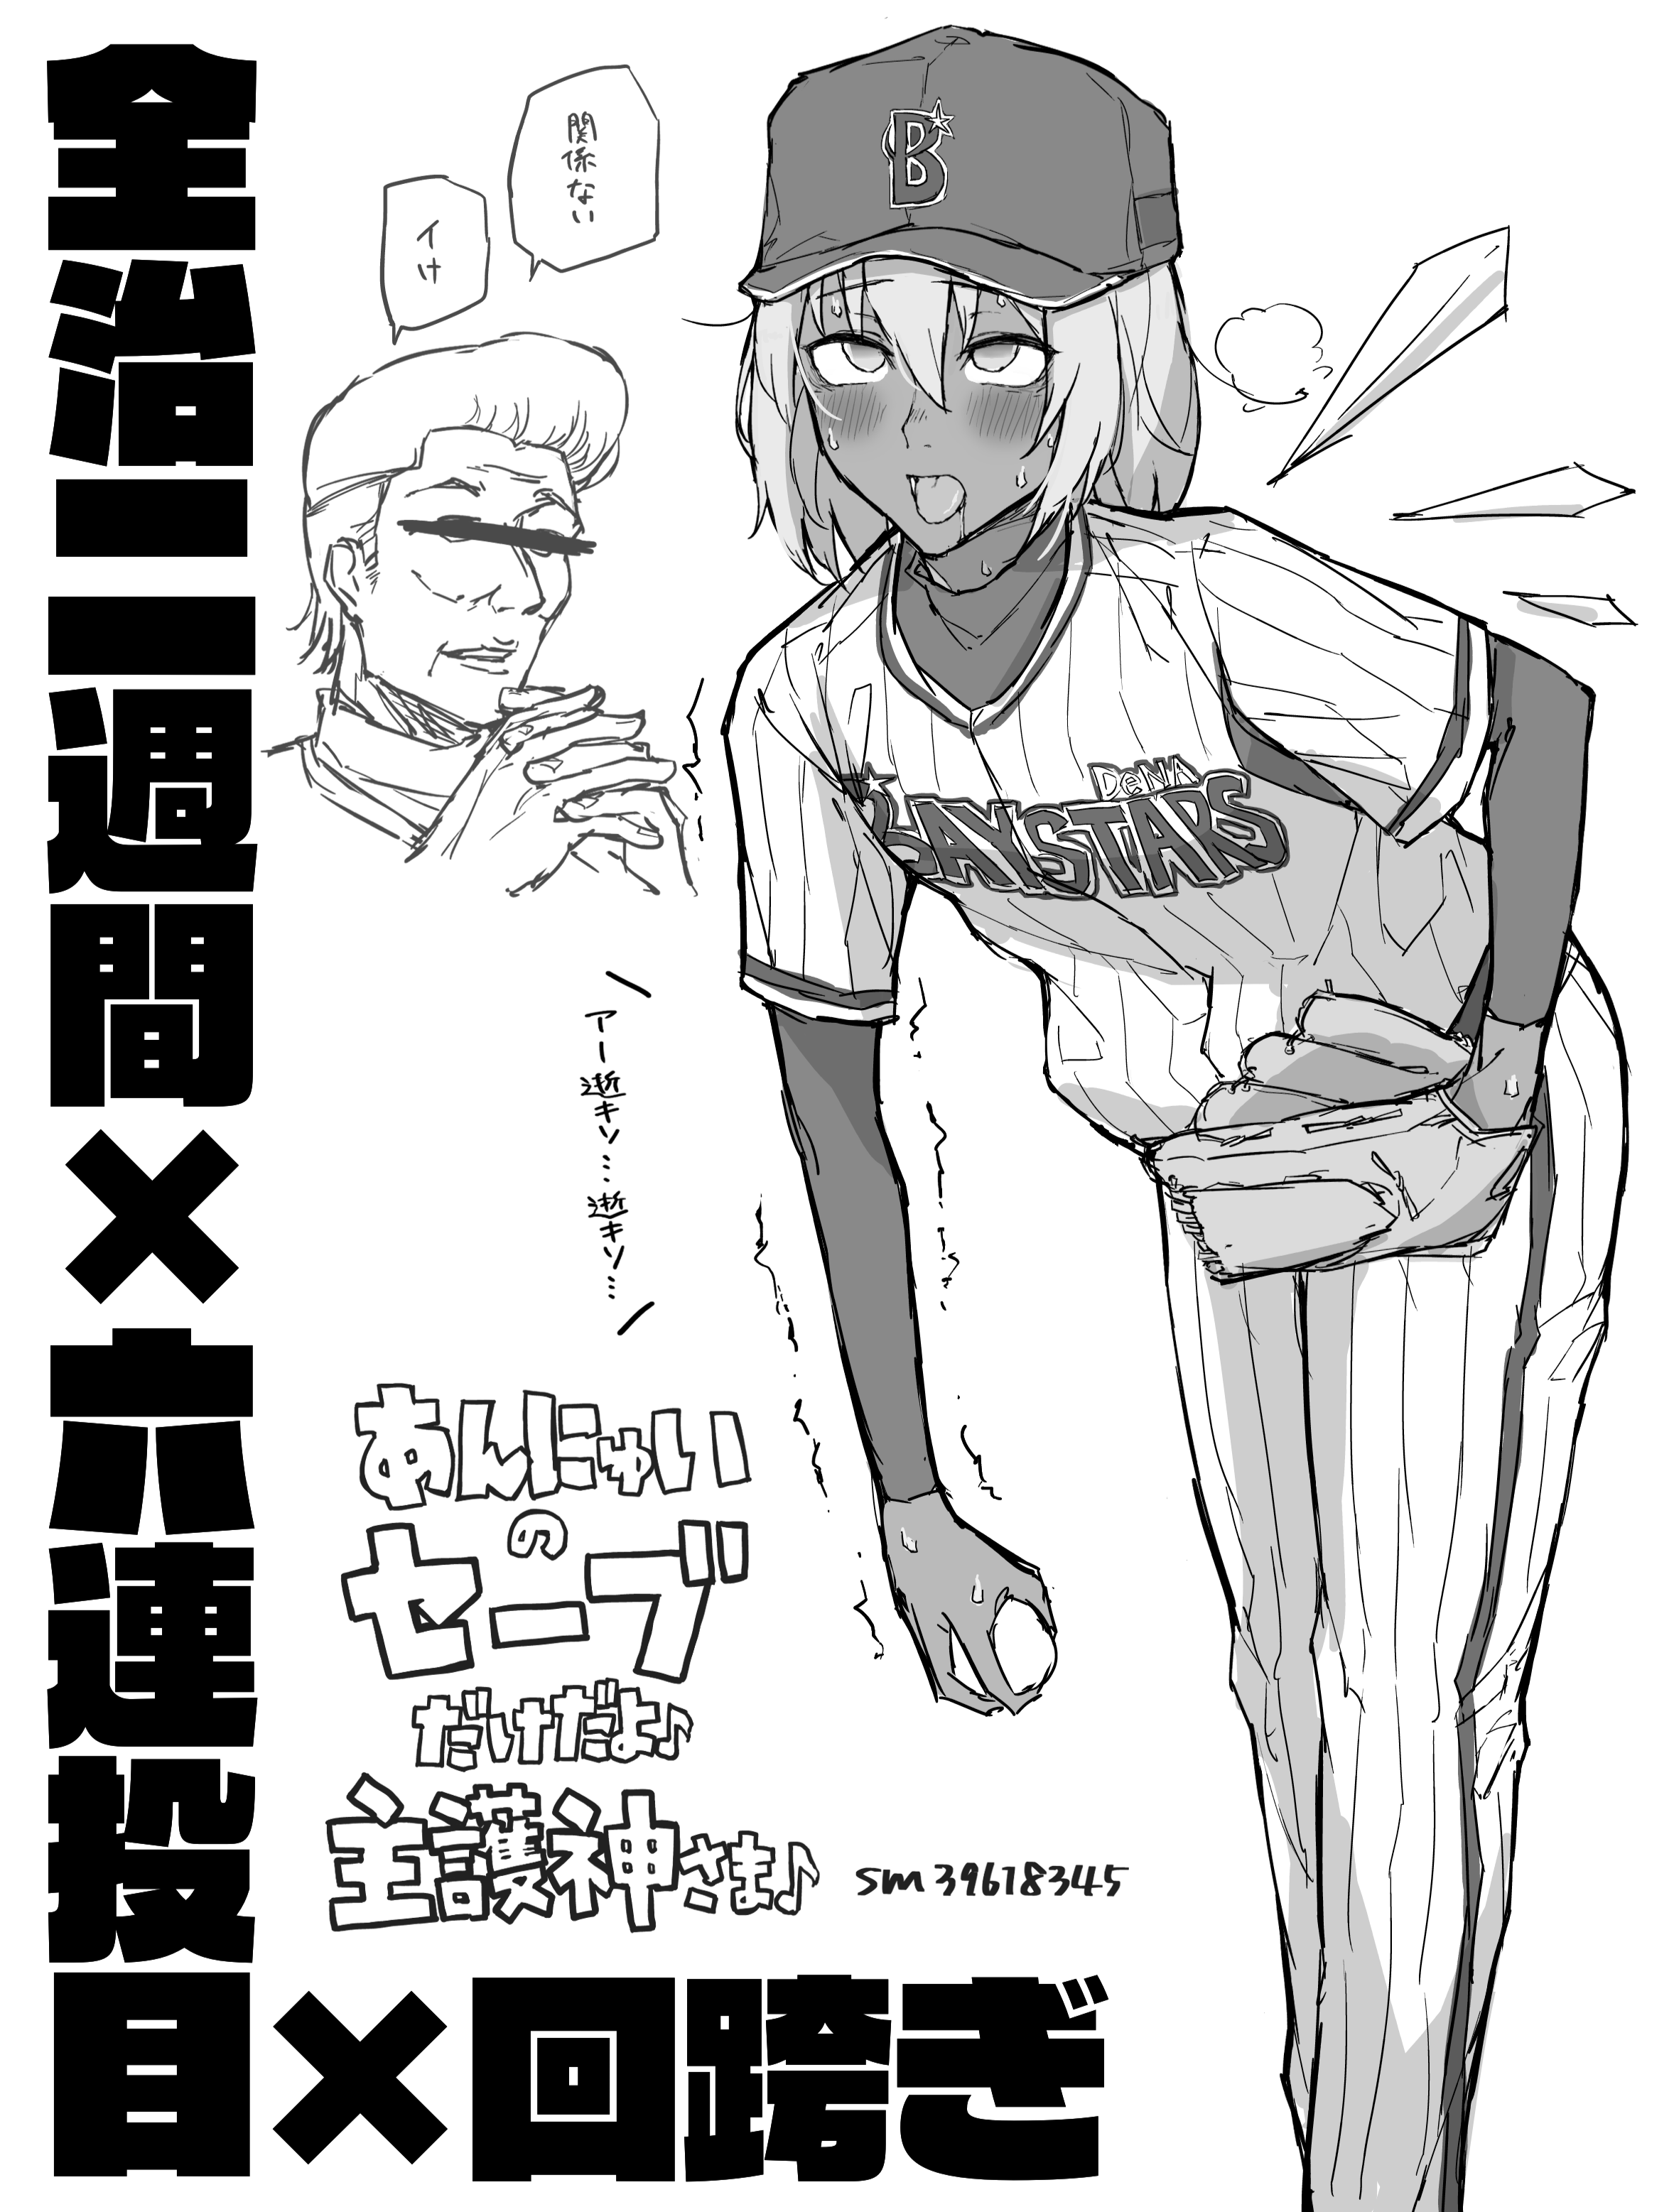 全治二週間×六連投目×回跨ぎ
関係ない
イけ
B
DeNA
BAYSTARS
アー逝キソ…逝キソ…
あんにゅい
の
セーブ
だけだよ♪
主護神さま♪
sm39678345